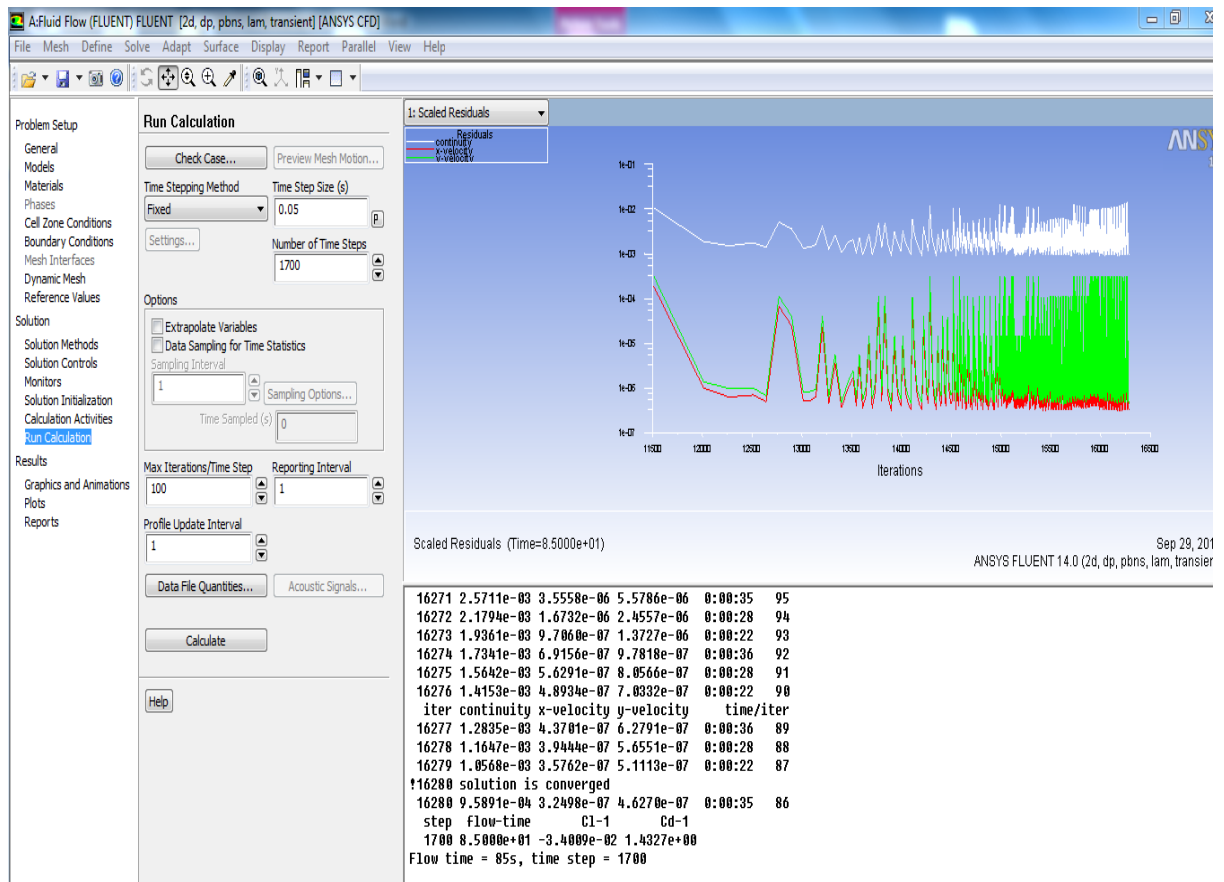 A:Fluid Flow (FLUENT) FLUENT [2d, dp, pbns, lam, transient] [ANSYS CFD]
File Mesh Define Solve Adapt Surface Display Report Parallel View Help
Problem Setup
General
Models
Materials
Phases
Cell Zone Conditions
Boundary Conditions
Mesh Interfaces
Dynamic Mesh
Reference Values
Solution
Solution Methods
Solution Controls
Monitors
Solution Initialization
Calculation Activities
Run Calculation
Results
Graphics and Animations
Plots
Reports
Run Calculation
Check Case... Preview Mesh Motion...
Time Stepping Method Time Step Size (s)
Fixed 0.05 P
Settings... Number of Time Steps
1700
Options
Extrapolate Variables
Data Sampling for Time Statistics
Sampling Interval
1 Sampling Options...
Time Sampled (s) 0
Max Iterations/Time Step Reporting Interval
100 1
Profile Update Interval
1
Data File Quantities... Acoustic Signals...
Calculate
Help
1: Scaled Residuals
Residuals
continuity
x-velocity
y-velocity
ANSY
1e-01
1e-02
1e-03
1e-04
1e-05
1e-06
1e-07
11500 12000 12500 13000 13500 14000 14500 15000 15500 16000 16500
Iterations
Scaled Residuals (Time=8.5000e+01)
Sep 29, 201
ANSYS FLUENT 14.0 (2d, dp, pbns, lam, transien
16271 2.5711e-03 3.5558e-06 5.5786e-06 0:00:35 95
16272 2.1794e-03 1.6732e-06 2.4557e-06 0:00:28 94
16273 1.9361e-03 9.7060e-07 1.3727e-06 0:00:22 93
16274 1.7341e-03 6.9156e-07 9.7818e-07 0:00:36 92
16275 1.5642e-03 5.6291e-07 8.0566e-07 0:00:28 91
16276 1.4153e-03 4.8934e-07 7.0332e-07 0:00:22 90
iter continuity x-velocity y-velocity time/iter
16277 1.2835e-03 4.3701e-07 6.2791e-07 0:00:36 89
16278 1.1647e-03 3.9444e-07 5.6551e-07 0:00:28 88
16279 1.0568e-03 3.5762e-07 5.1113e-07 0:00:22 87
!16280 solution is converged
16280 9.5891e-04 3.2498e-07 4.6270e-07 0:00:35 86
step flow-time Cl-1 Cd-1
1700 8.5000e+01 -3.4009e-02 1.4327e+00
Flow time = 85s, time step = 1700